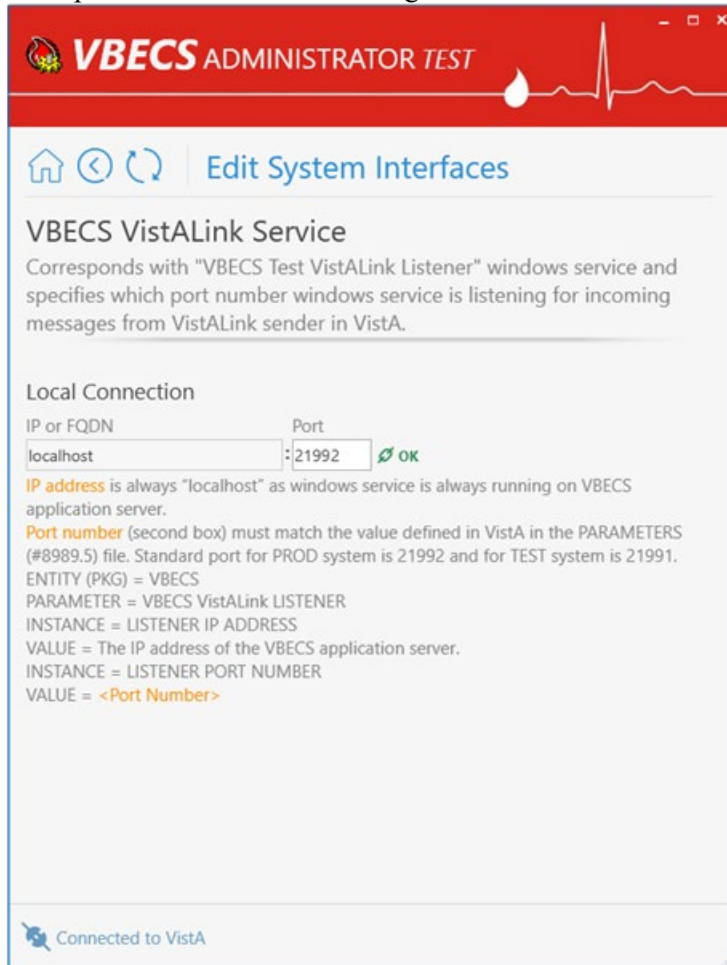 VBECS ADMINISTRATOR TEST
Edit System Interfaces
VBECS VistALink Service
Corresponds with "VBECS Test VistALink Listener" windows service and
specifies which port number windows service is listening for incoming
messages from VistALink sender in VistA.
Local Connection
IP or FQDN Port
localhost : 21992 OK
IP address is always "localhost" as windows service is always running on VBECS
application server.
Port number (second box) must match the value defined in VistA in the PARAMETERS
(#8989.5) file. Standard port for PROD system is 21992 and for TEST system is 21991.
ENTITY (PKG) = VBECS
PARAMETER = VBECS VistALink LISTENER
INSTANCE = LISTENER IP ADDRESS
VALUE = The IP address of the VBECS application server.
INSTANCE = LISTENER PORT NUMBER
VALUE = <Port Number>
Connected to VistA